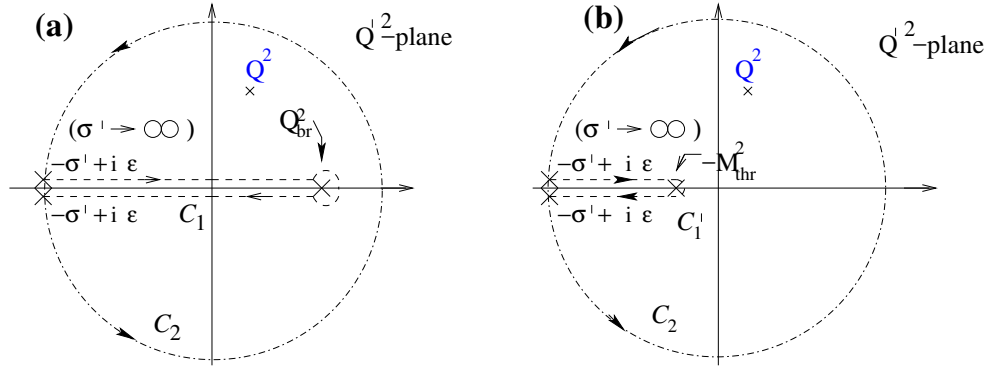 (a)
Q'²–plane
Q²
Q²br
(σ' → ∞)
–σ' + i ε
–σ' + i ε
C₁
C₂
(b)
Q'²–plane
Q²
(σ' → ∞)
–M²thr
–σ' + i ε
–σ' + i ε
C₁'
C₂